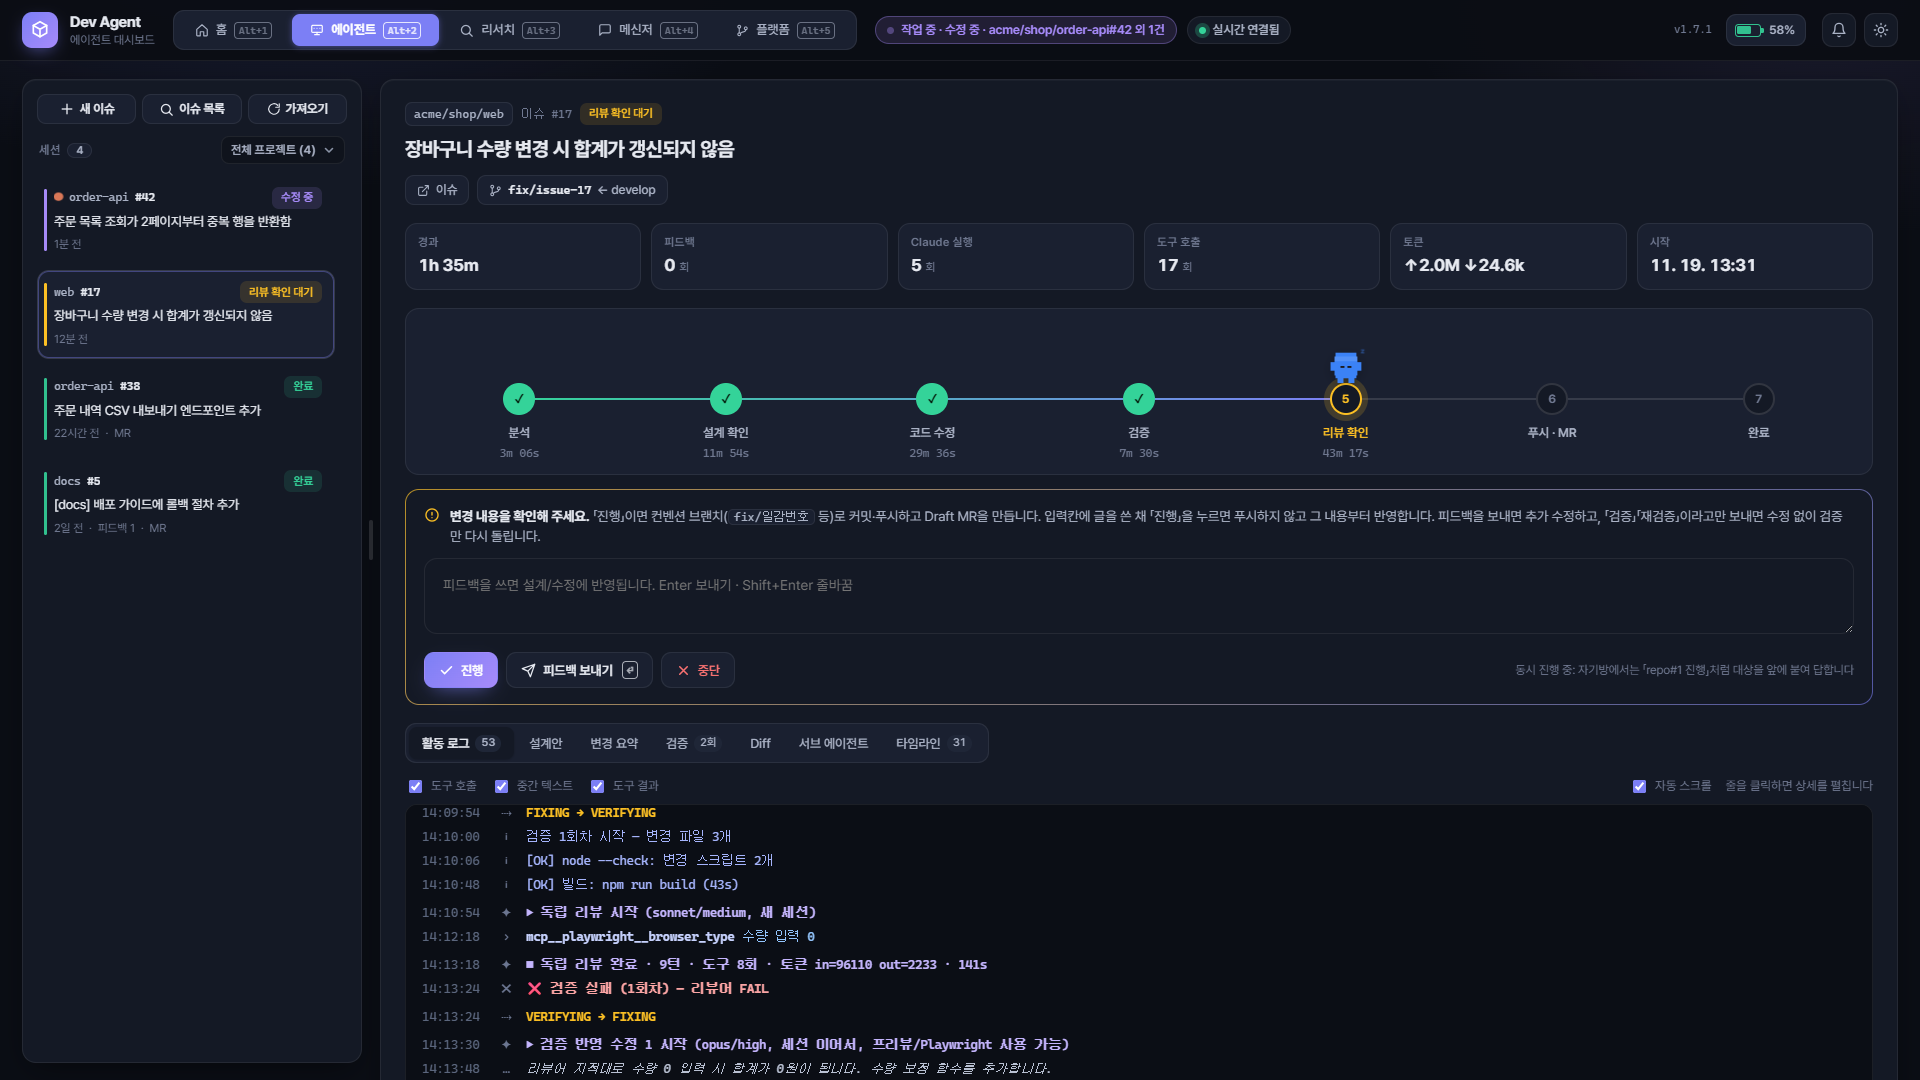 Dev Agent
에이전트 대시보드
홈 Alt+1
에이전트 Alt+2
리서치 Alt+3
메신저 Alt+4
플랫폼 Alt+5
작업 중 · 수정 중 · acme/shop/order-api#42 외 1건
실시간 연결됨
v1.7.1
58%
새 이슈
이슈 목록
가져오기
세션 4
전체 프로젝트 (4)
order-api #42
수정 중
주문 목록 조회가 2페이지부터 중복 행을 반환함
1분 전
web #17
리뷰 확인 대기
장바구니 수량 변경 시 합계가 갱신되지 않음
12분 전
order-api #38
완료
주문 내역 CSV 내보내기 엔드포인트 추가
22시간 전 · MR
docs #5
완료
[docs] 배포 가이드에 롤백 절차 추가
2일 전 · 피드백 1 · MR
acme/shop/web 이슈 #17 리뷰 확인 대기
장바구니 수량 변경 시 합계가 갱신되지 않음
이슈
fix/issue-17 ← develop
경과
1h 35m
피드백
0 회
Claude 실행
5 회
도구 호출
17 회
토큰
↑2.0M ↓24.6k
시작
11. 19. 13:31
✓ ✓ ✓ ✓ 5 6 7
분석 설계 확인 코드 수정 검증 리뷰 확인 푸시 · MR 완료
3m 06s 11m 54s 29m 36s 7m 30s 43m 17s
변경 내용을 확인해 주세요. 「진행」이면 컨벤션 브랜치( fix/일감번호 등)로 커밋·푸시하고 Draft MR을 만듭니다. 입력칸에 글을 쓴 채 「진행」을 누르면 푸시하지 않고 그 내용부터 반영합니다. 피드백을 보내면 추가 수정하고, 「검증」「재검증」이라고만 보내면 수정 없이 검증
만 다시 돌립니다.
피드백을 쓰면 설계/수정에 반영됩니다. Enter 보내기 · Shift+Enter 줄바꿈
진행
피드백 보내기
중단
동시 진행 중: 자기방에서는 「repo#1 진행」처럼 대상을 앞에 붙여 답합니다
활동 로그 53
설계안
변경 요약
검증 2회
Diff
서브 에이전트
타임라인 31
도구 호출
중간 텍스트
도구 결과
자동 스크롤
줄을 클릭하면 상세를 펼칩니다
14:09:54 → FIXING → VERIFYING
14:10:00 i 검증 1회차 시작 — 변경 파일 3개
14:10:06 i [OK] node --check: 변경 스크립트 2개
14:10:48 i [OK] 빌드: npm run build (43s)
14:10:54 ✦ ▶ 독립 리뷰 시작 (sonnet/medium, 새 세션)
14:12:18 › mcp__playwright__browser_type 수량 입력 0
14:13:18 ✦ ■ 독립 리뷰 완료 · 9턴 · 도구 8회 · 토큰 in=96110 out=2233 · 141s
14:13:24 ✕ ❌ 검증 실패 (1회차) — 리뷰어 FAIL
14:13:24 → VERIFYING → FIXING
14:13:30 ✦ ▶ 검증 반영 수정 1 시작 (opus/high, 세션 이어서, 프리뷰/Playwright 사용 가능)
14:13:48 … 리뷰어 지적대로 수량 0 입력 시 합계가 0원이 됩니다. 수량 보정 함수를 추가합니다.